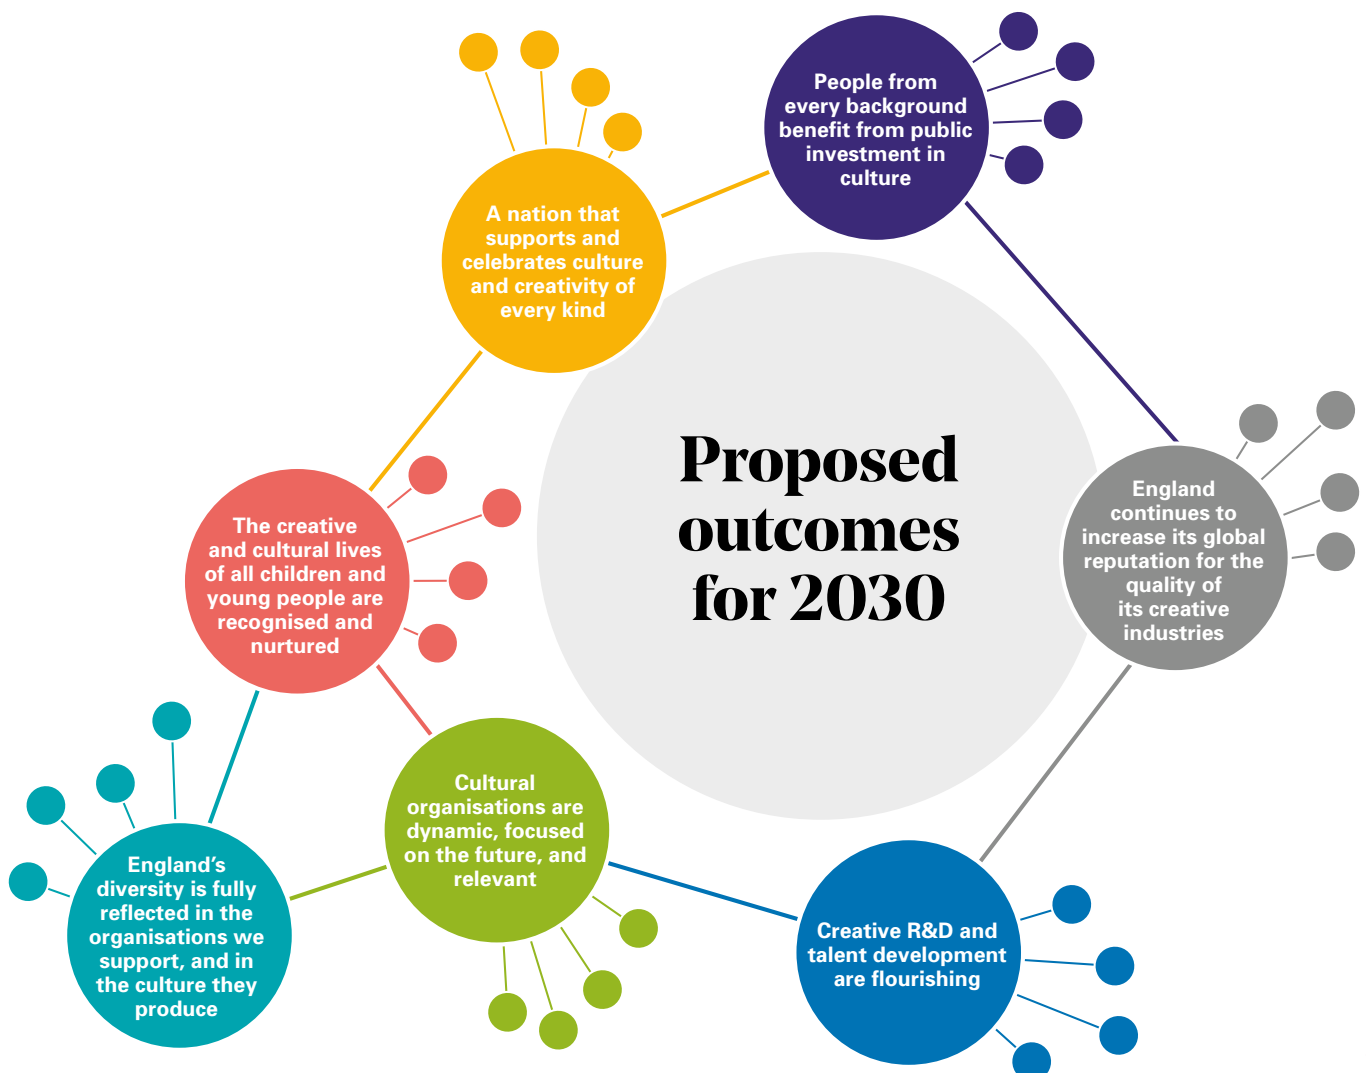 People from
every background
benefit from public
investment in
culture
A nation that
supports and
celebrates culture
and creativity of
every kind
Proposed
outcomes
for 2030
England
continues to
increase its global
reputation for the
quality of
its creative
industries
The creative
and cultural lives
of all children and
young people are
recognised and
nurtured
Cultural
organisations are
dynamic, focused
on the future, and
relevant
England’s
diversity is fully
reflected in the
organisations we
support, and in
the culture they
produce
Creative R&D and
talent development
are flourishing